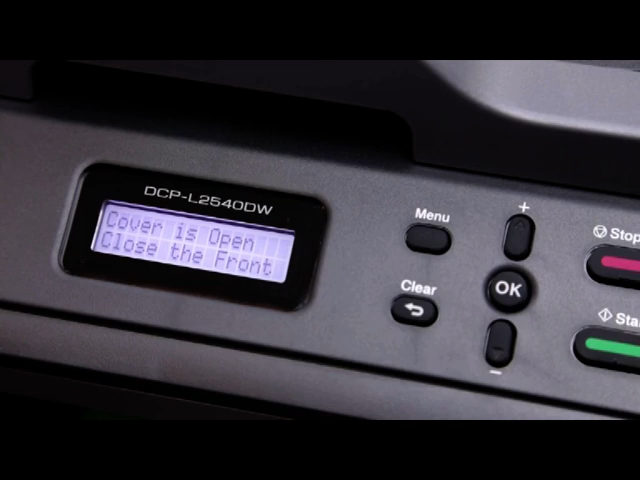 DCP-L2540DW
Cover is Open
Close the Front
Menu
+
Clear
OK
-
Stop